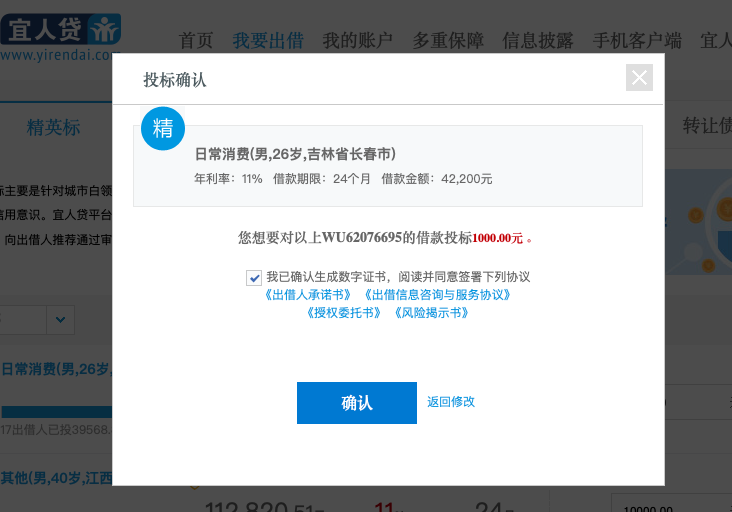 宜人贷
www.yirendai.com
首页 我要出借 我的账户 多重保障 信息披露 手机客户端 宜人
投标确认
精英标
转让债
精
日常消费(男,26岁,吉林省长春市)
年利率：11% 借款期限：24个月 借款金额：42,200元
标主要是针对城市白领
信用意识。宜人贷平台
向出借人推荐通过审
您想要对以上WU62076695的借款投标1000.00元 。
我已确认生成数字证书，阅读并同意签署下列协议
《出借人承诺书》 《出借信息咨询与服务协议》
《授权委托书》 《风险揭示书》
日常消费(男,26岁,
确认 返回修改
17出借人已投39568.
其他(男,40岁,江西
112,820.51元 11% 24
10000.00